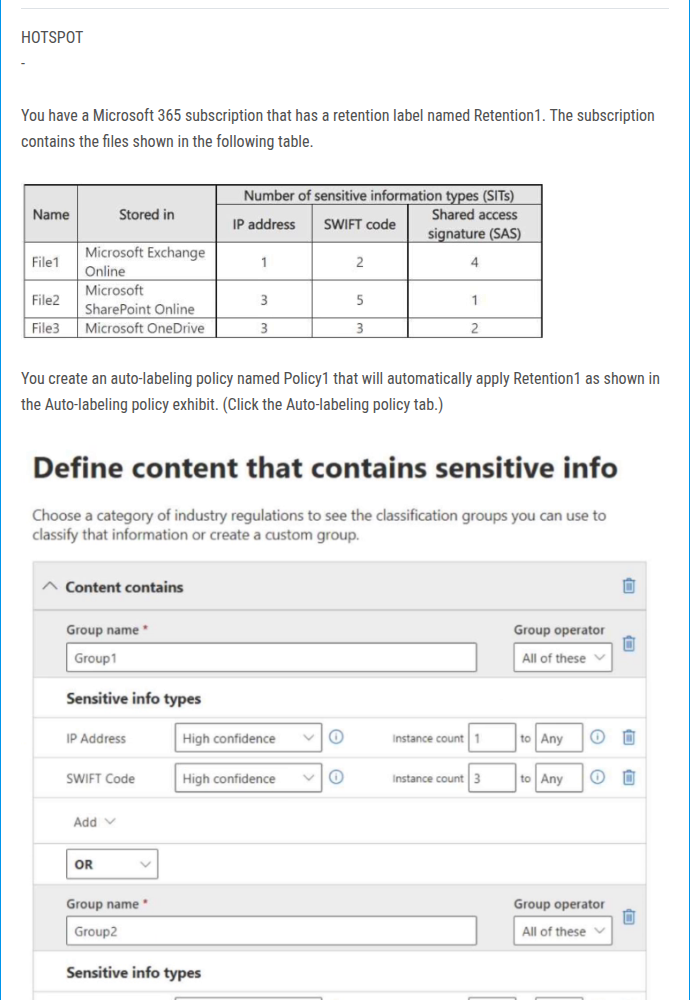 HOTSPOT
-
You have a Microsoft 365 subscription that has a retention label named Retention1. The subscription
contains the files shown in the following table.
Number of sensitive information types (SITs)
Name Stored in IP address SWIFT code Shared access signature (SAS)
File1 Microsoft Exchange Online 1 2 4
File2 Microsoft SharePoint Online 3 5 1
File3 Microsoft OneDrive 3 3 2
You create an auto-labeling policy named Policy1 that will automatically apply Retention1 as shown in
the Auto-labeling policy exhibit. (Click the Auto-labeling policy tab.)
Define content that contains sensitive info
Choose a category of industry regulations to see the classification groups you can use to
classify that information or create a custom group.
Content contains
Group name * Group operator
Group1 All of these
Sensitive info types
IP Address High confidence Instance count 1 to Any
SWIFT Code High confidence Instance count 3 to Any
Add
OR
Group name * Group operator
Group2 All of these
Sensitive info types